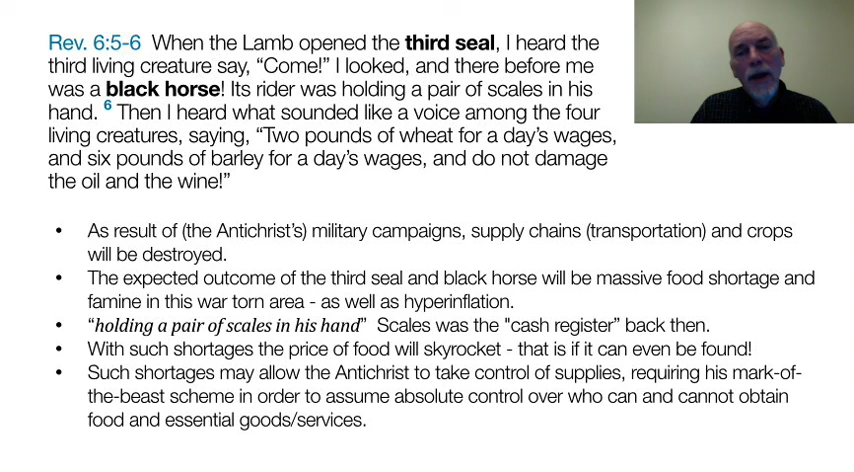 Rev. 6:5-6  When the Lamb opened the third seal, I heard the
third living creature say, “Come!” I looked, and there before me
was a black horse! Its rider was holding a pair of scales in his
hand. 6 Then I heard what sounded like a voice among the four
living creatures, saying, “Two pounds of wheat for a day’s wages,
and six pounds of barley for a day’s wages, and do not damage
the oil and the wine!”
• As result of (the Antichrist’s) military campaigns, supply chains (transportation) and crops
will be destroyed.
• The expected outcome of the third seal and black horse will be massive food shortage and
famine in this war torn area - as well as hyperinflation.
• “holding a pair of scales in his hand”  Scales was the "cash register” back then.
• With such shortages the price of food will skyrocket - that is if it can even be found!
• Such shortages may allow the Antichrist to take control of supplies, requiring his mark-of-
the-beast scheme in order to assume absolute control over who can and cannot obtain
food and essential goods/services.